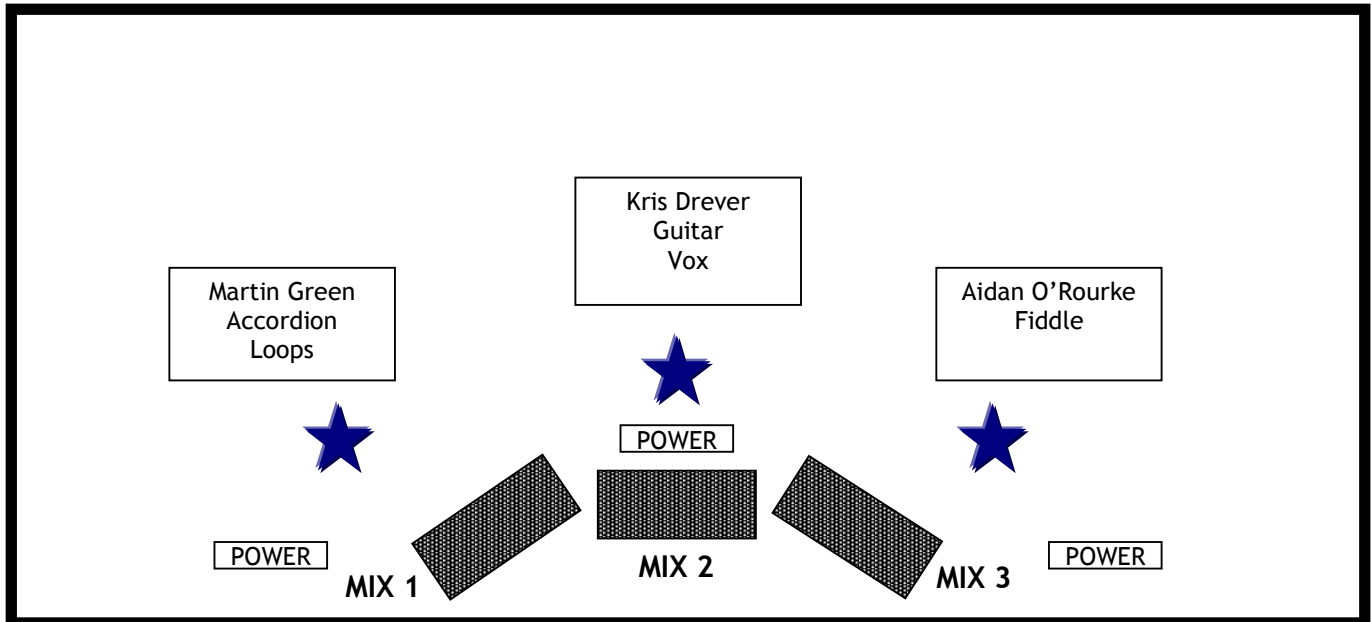 Kris Drever
Guitar
Vox
Martin Green
Accordion
Loops
Aidan O’Rourke
Fiddle
POWER
POWER
POWER
MIX 1
MIX 2
MIX 3